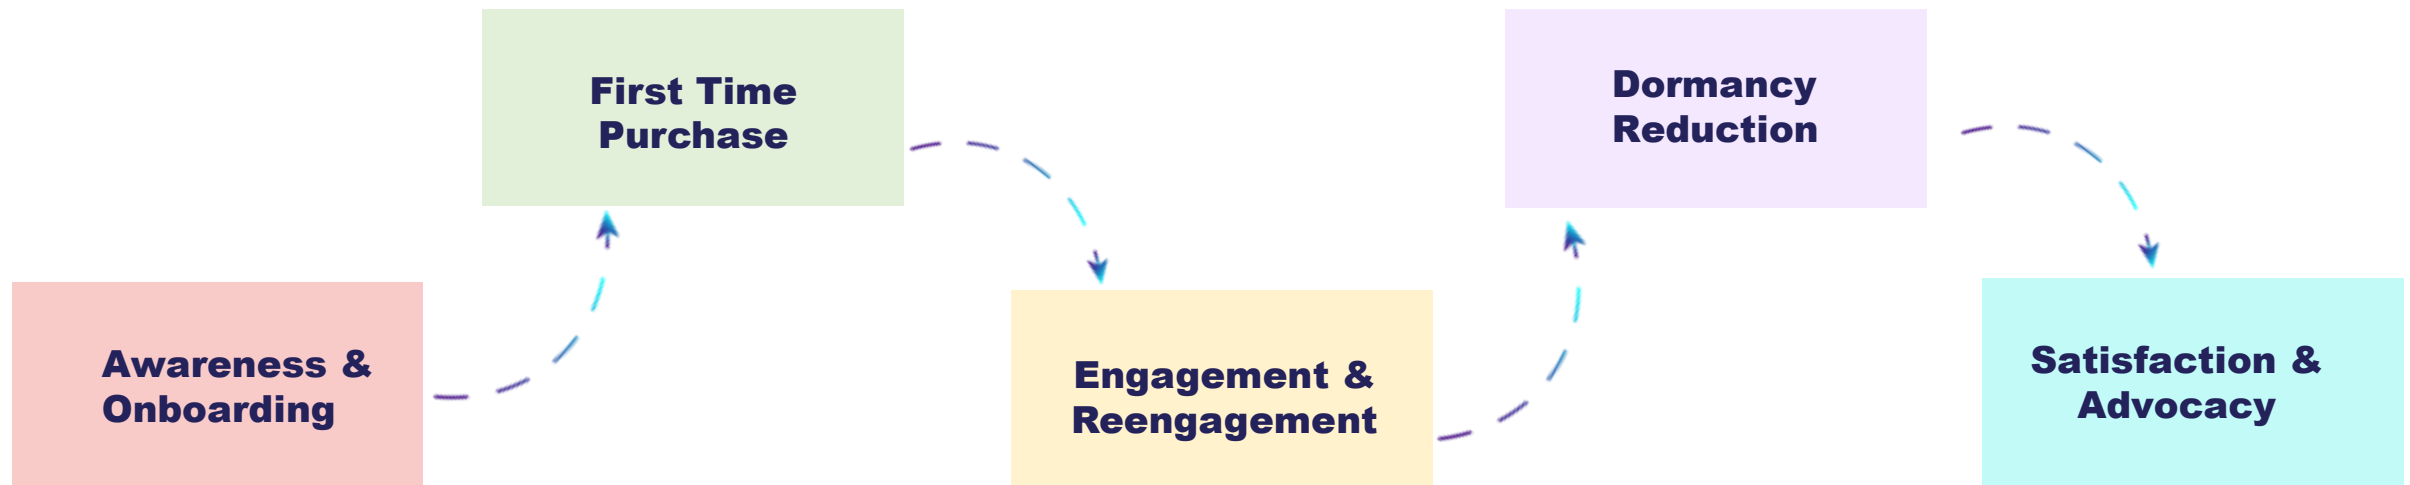 Awareness &
Onboarding
First Time
Purchase
Engagement &
Reengagement
Dormancy
Reduction
Satisfaction &
Advocacy